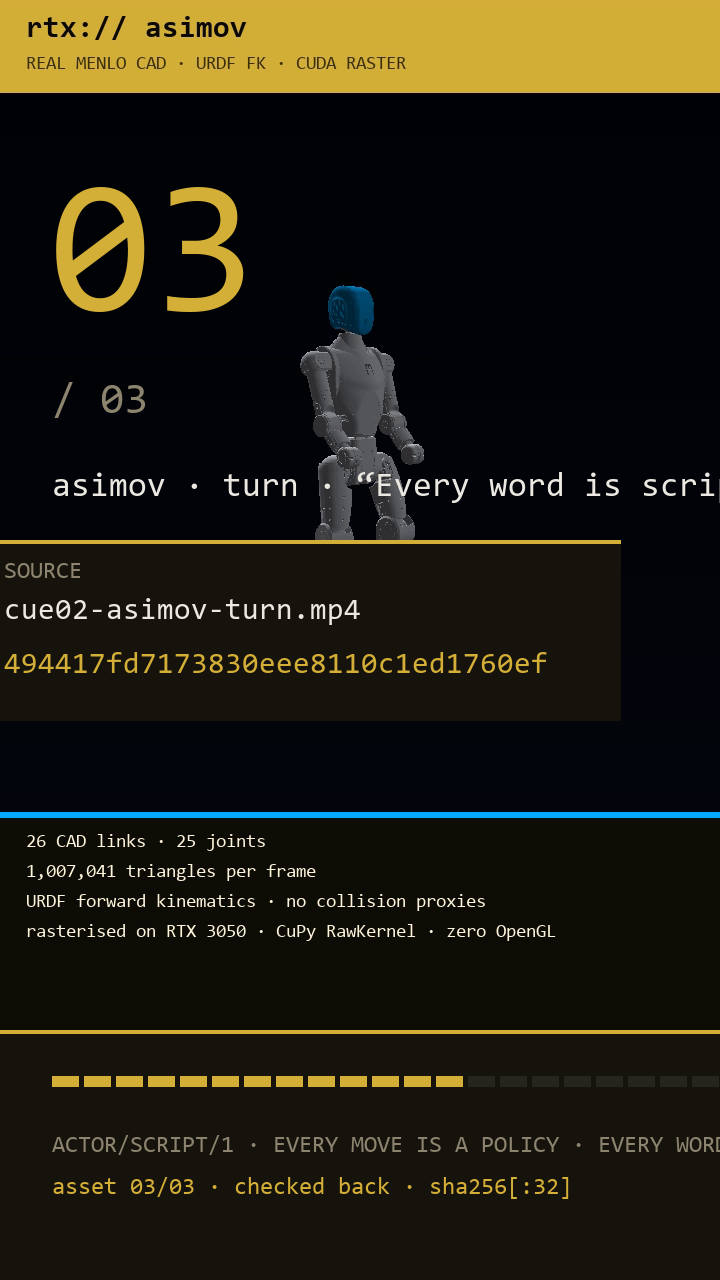 rtx:// asimov
REAL MENLO CAD · URDF FK · CUDA RASTER
03
/ 03
asimov · turn · “Every word is scrip
SOURCE
cue02-asimov-turn.mp4
494417fd7173830eee8110c1ed1760ef
26 CAD links · 25 joints
1,007,041 triangles per frame
URDF forward kinematics · no collision proxies
rasterised on RTX 3050 · CuPy RawKernel · zero OpenGL
ACTOR/SCRIPT/1 · EVERY MOVE IS A POLICY · EVERY WORD
asset 03/03 · checked back · sha256[:32]